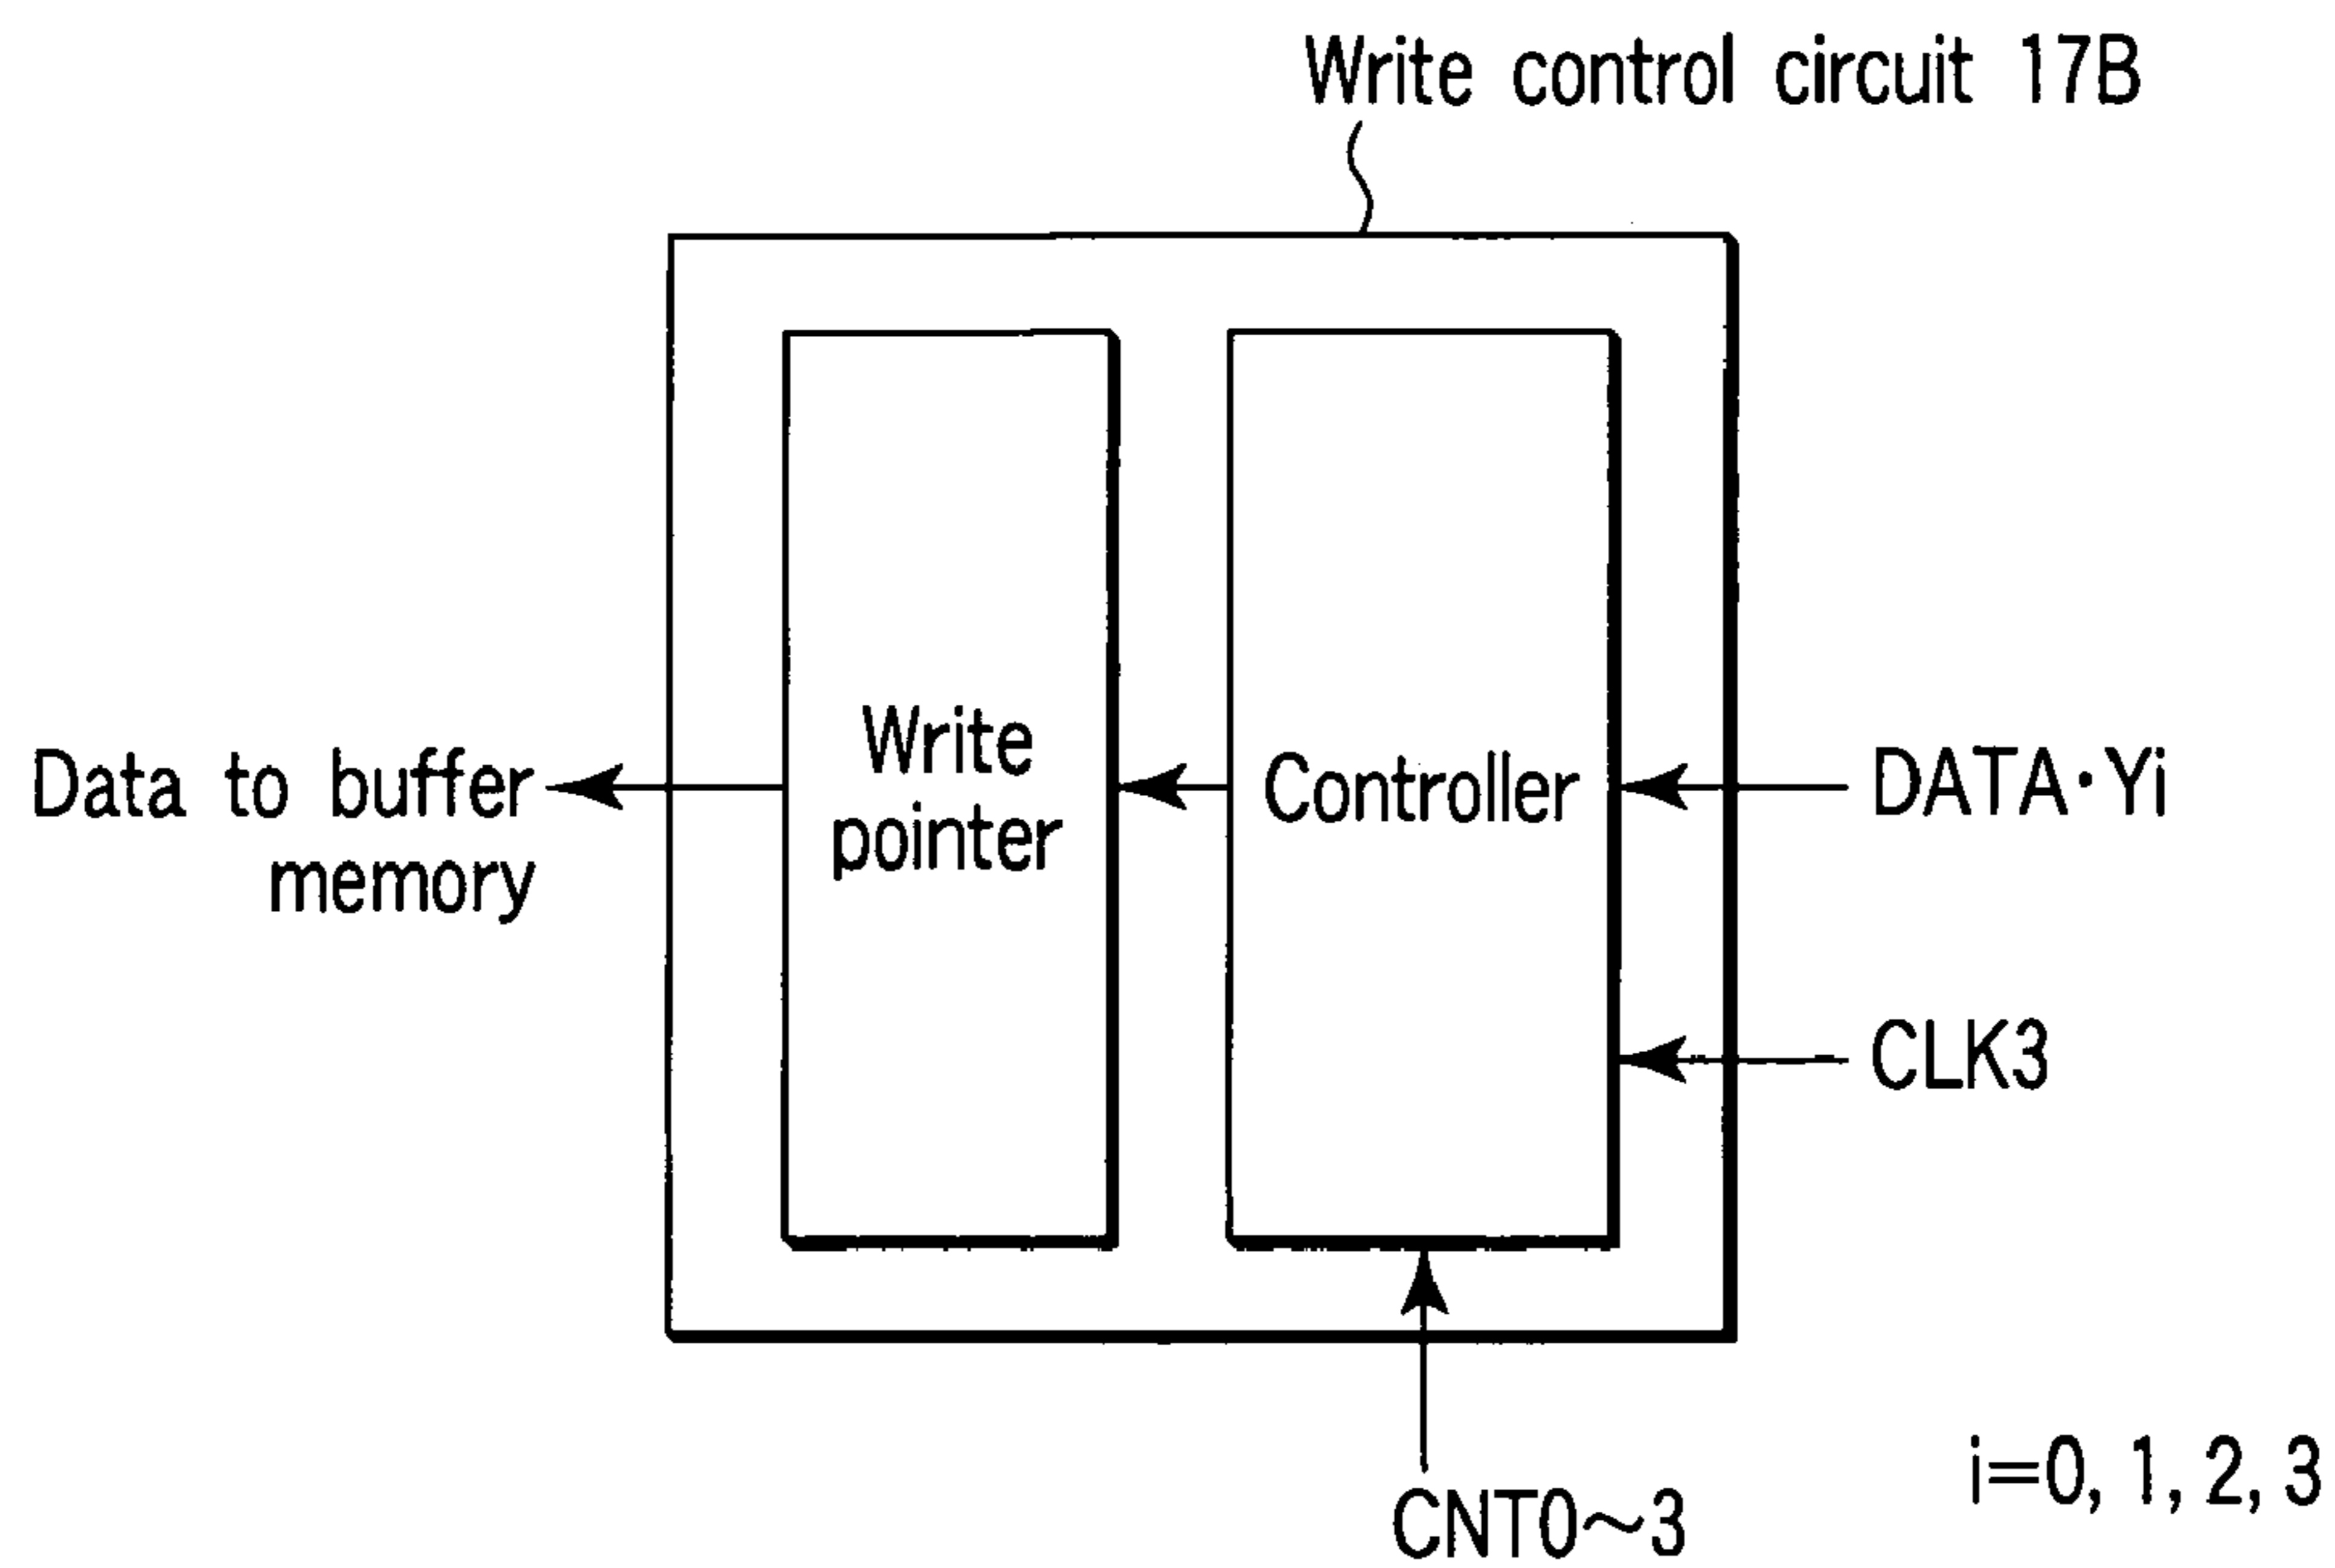 Write control circuit 17B
Write
pointer
Controller
Data to buffer
memory
DATA·Yi
CLK3
CNT0～3
i=0, 1, 2, 3